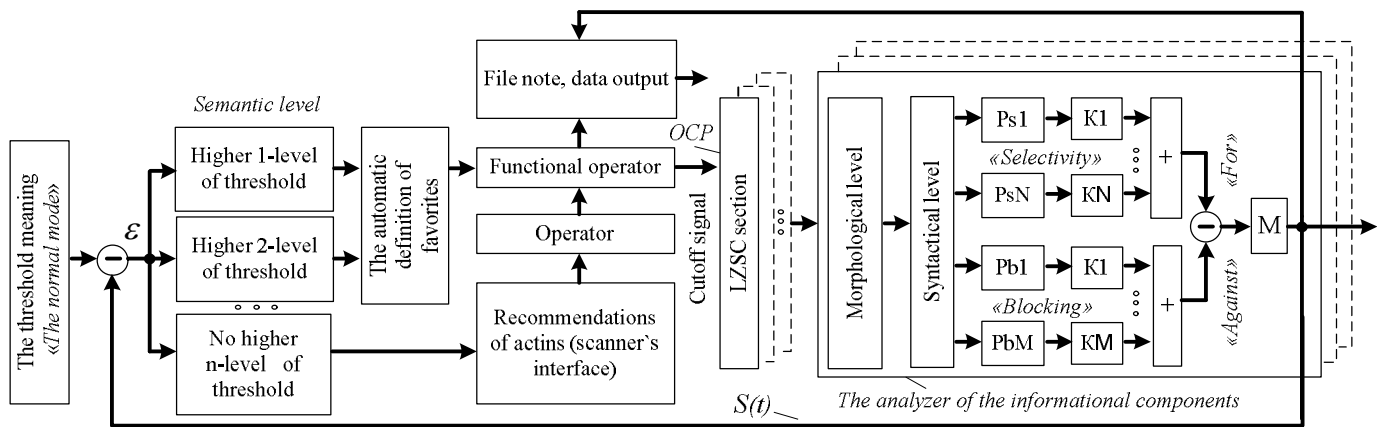 The threshold meaning
«The normal mode»
ε
Semantic level
Higher 1-level
of threshold
Higher 2-level
of threshold
No higher
n-level of
threshold
The automatic
definition of
favorites
File note, data output
Functional operator
Operator
Recommendations
of actins (scanner`s
interface)
OCP
Cutoff signal
LZSC section
Morphological level
Syntactical level
Ps1
K1
«Selectivity»
PsN
KN
+
Pb1
K1
«Blocking»
PbM
KM
+
«For»
«Against»
M
The analyzer of the informational components
S(t)